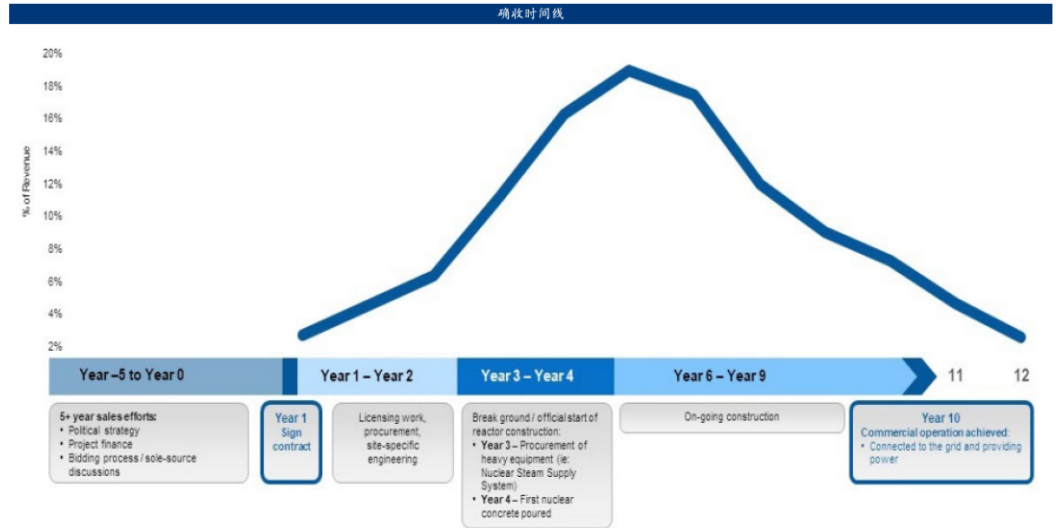 确收时间线
20%
18%
16%
14%
12%
10%
8%
6%
4%
2%
% of Revenue
Year –5 to Year 0
Year 1 – Year 2
Year 3 – Year 4
Year 6 – Year 9
11
12
5+ year sales efforts:
• Political strategy
• Project finance
• Bidding process / sole-source
discussions
Year 1
Sign
contract
Licensing work,
procurement,
site-specific
engineering
Break ground / official start of
reactor construction:
• Year 3 – Procurement of
heavy equipment (ie:
Nuclear Steam Supply
System)
• Year 4 – First nuclear
concrete poured
On-going construction
Year 10
Commercial operation achieved:
• Connected to the grid and providing
power